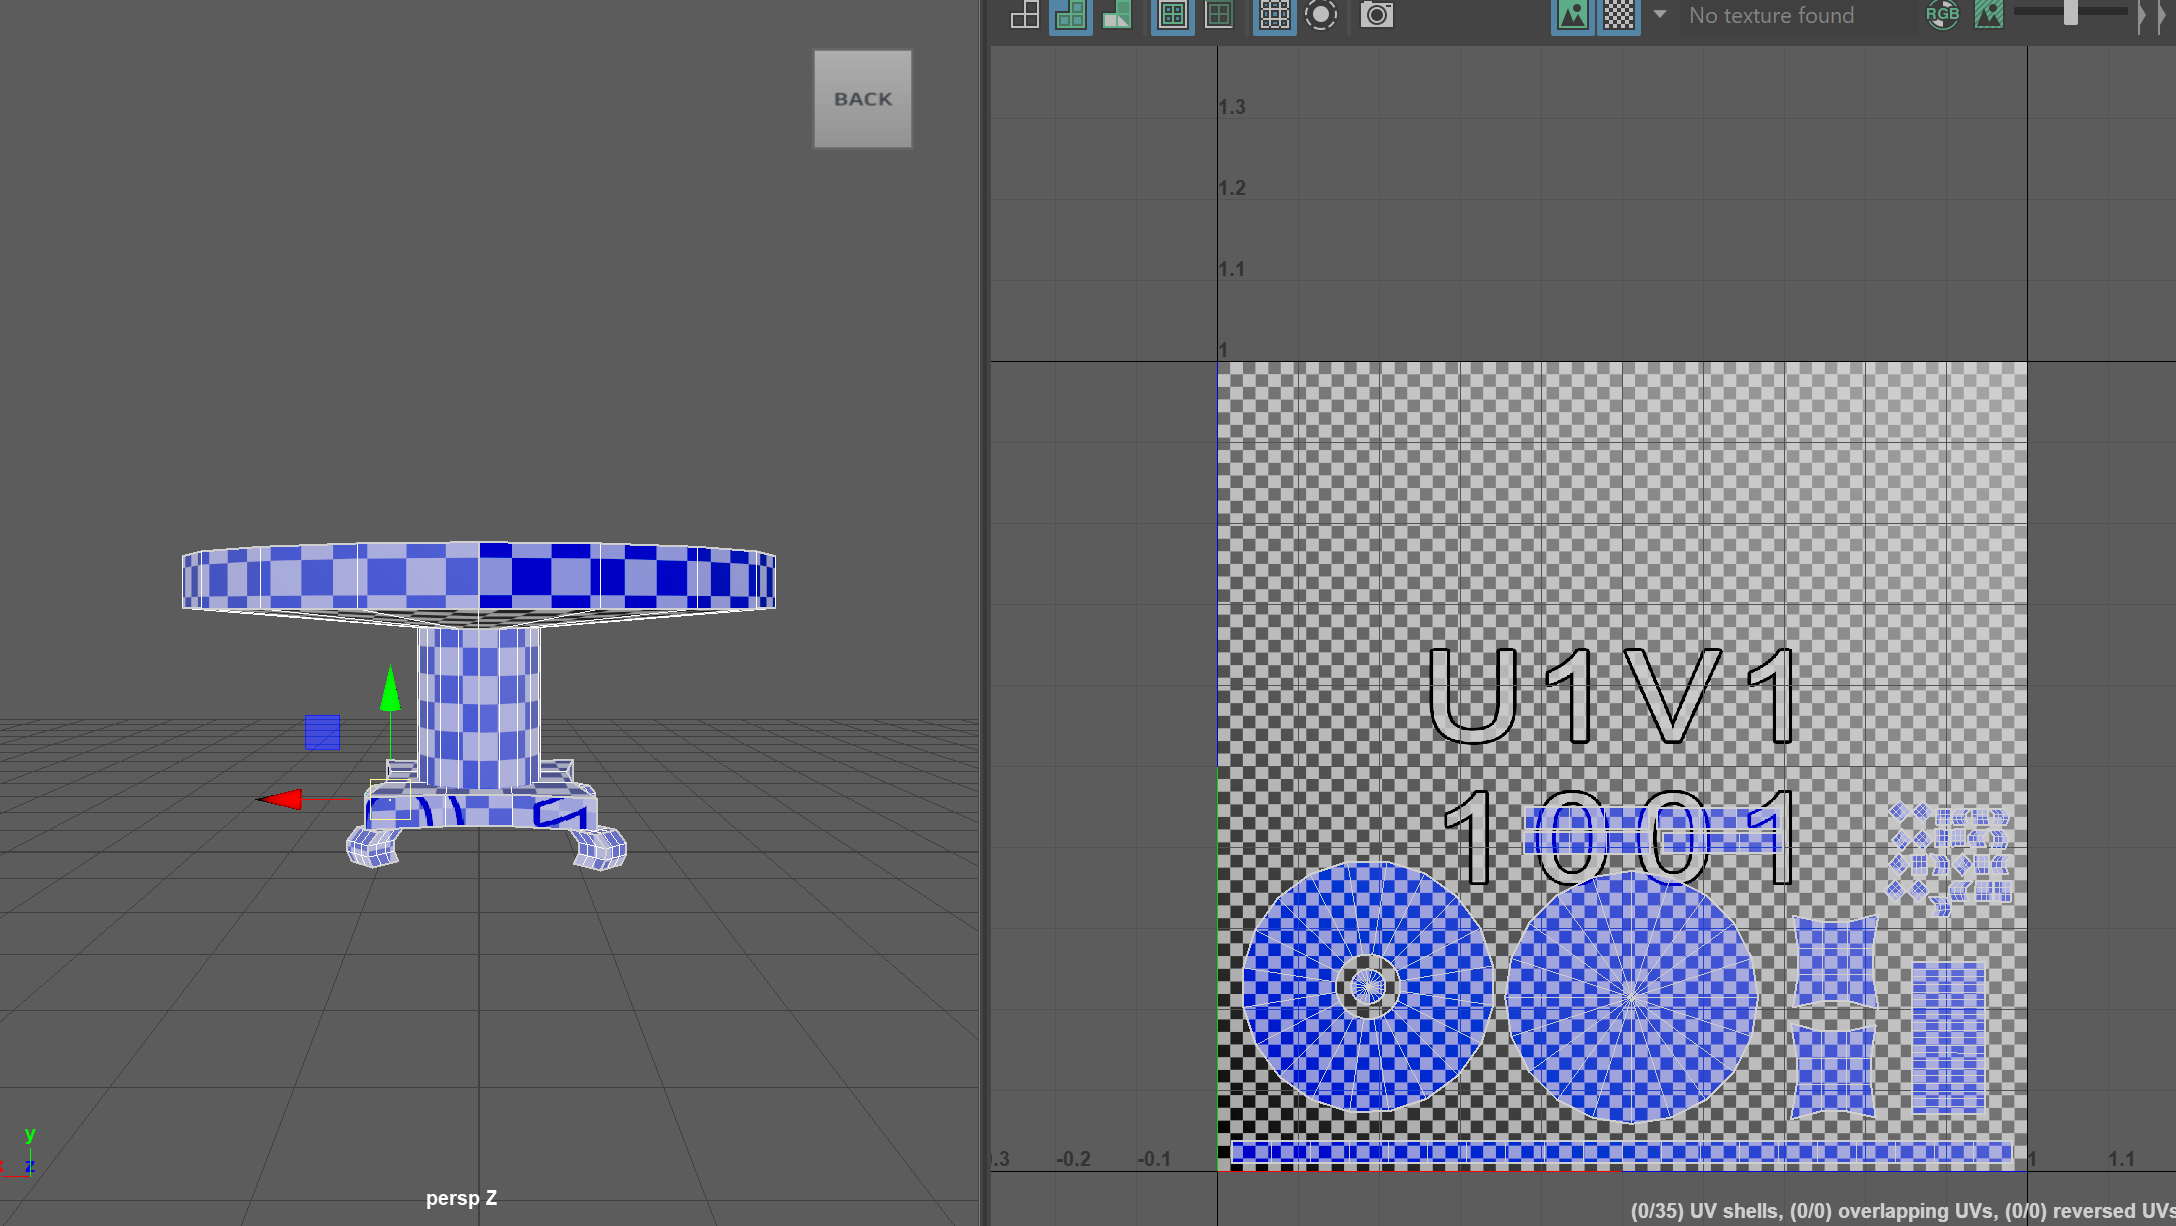 No texture found
RGB
BACK
1.3
1.2
1.1
1
U1V1
1001
.3 -0.2 -0.1 1 1.1
y
z
persp Z
(0/35) UV shells, (0/0) overlapping UVs, (0/0) reversed UVs